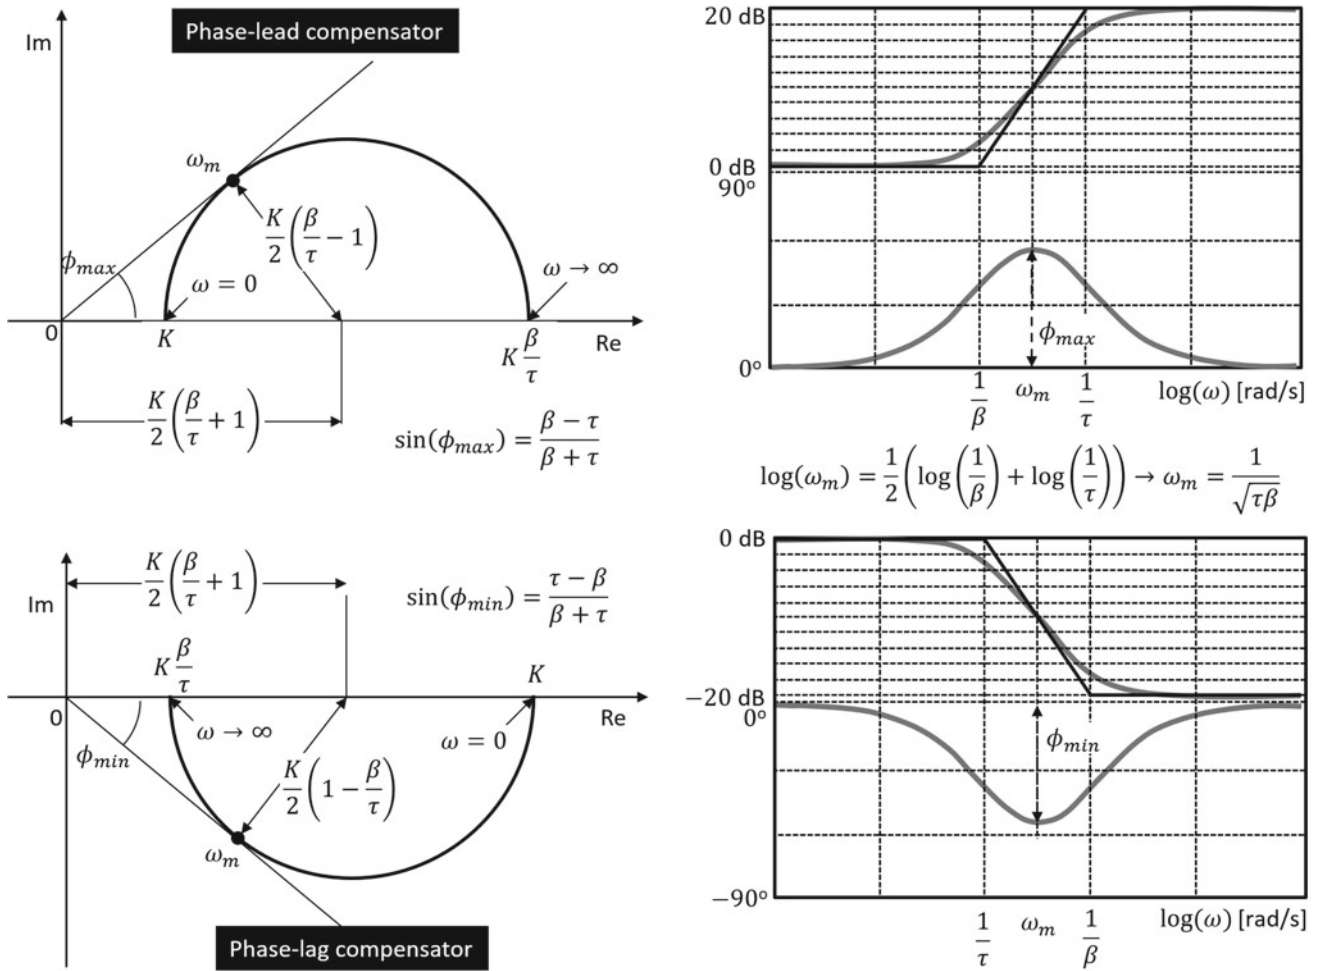 Phase-lead compensator
Im
ω_m
K/2 (β/τ − 1)
ϕ_max
ω = 0
ω → ∞
0
K
K β/τ
Re
K/2 (β/τ + 1)
sin(ϕ_max) = (β − τ)/(β + τ)
20 dB
0 dB
90°
ϕ_max
0°
1/β
ω_m
1/τ
log(ω) [rad/s]
log(ω_m) = 1/2 (log(1/β) + log(1/τ)) → ω_m = 1/√(τβ)
K/2 (β/τ + 1)
sin(ϕ_min) = (τ − β)/(β + τ)
Im
K β/τ
K
0
Re
ω → ∞
ω = 0
ϕ_min
K/2 (1 − β/τ)
ω_m
Phase-lag compensator
0 dB
−20 dB
0°
ϕ_min
−90°
1/τ
ω_m
1/β
log(ω) [rad/s]